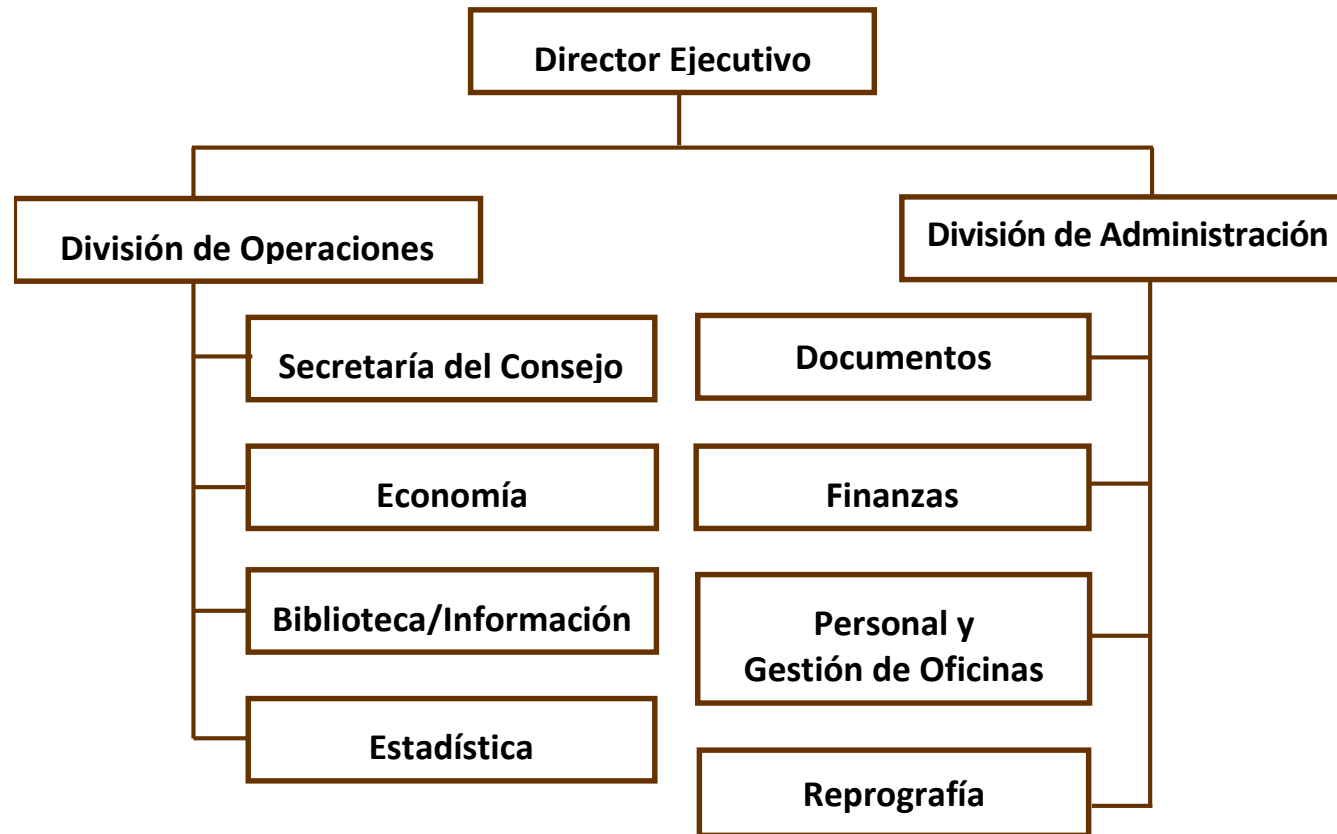 Director Ejecutivo
División de Operaciones
División de Administración
Secretaría del Consejo
Documentos
Economía
Finanzas
Biblioteca/Información
Personal y
Gestión de Oficinas
Estadística
Reprografía